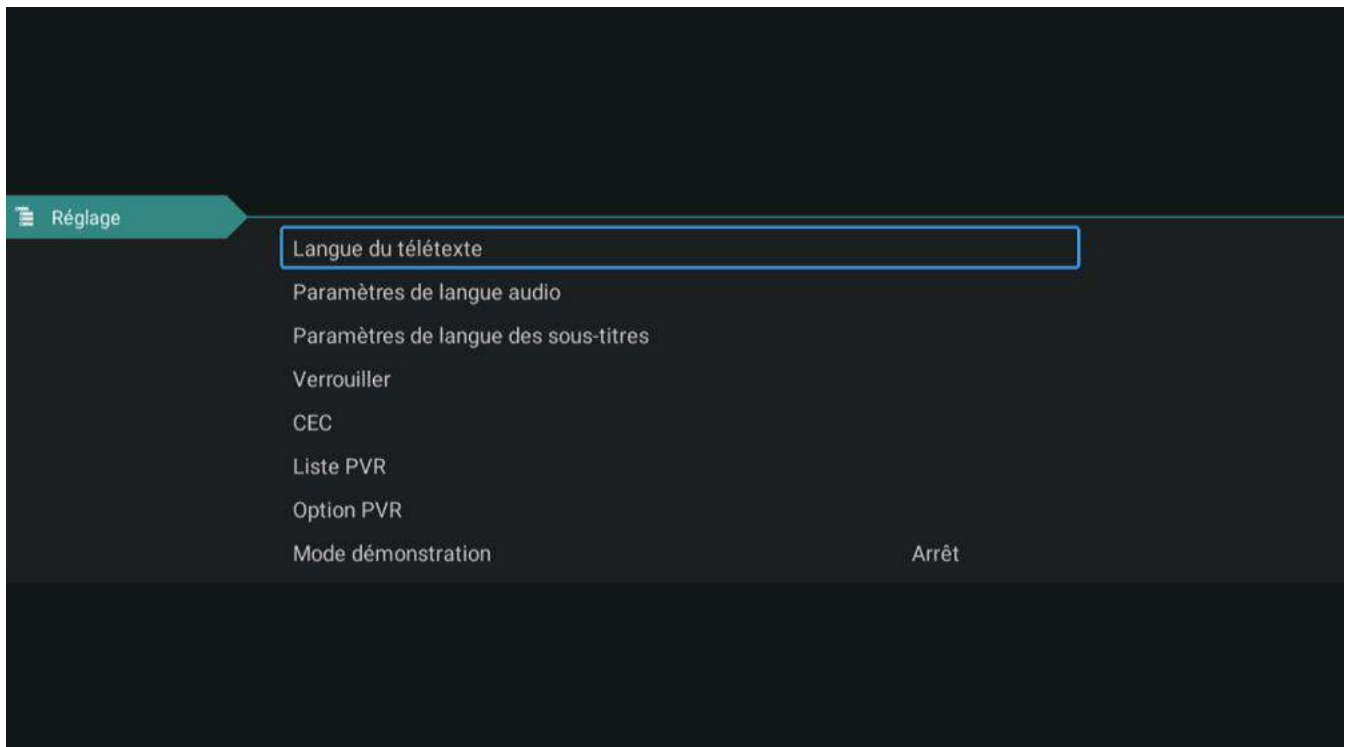 Réglage
Langue du télétexte
Paramètres de langue audio
Paramètres de langue des sous-titres
Verrouiller
CEC
Liste PVR
Option PVR
Mode démonstration Arrêt